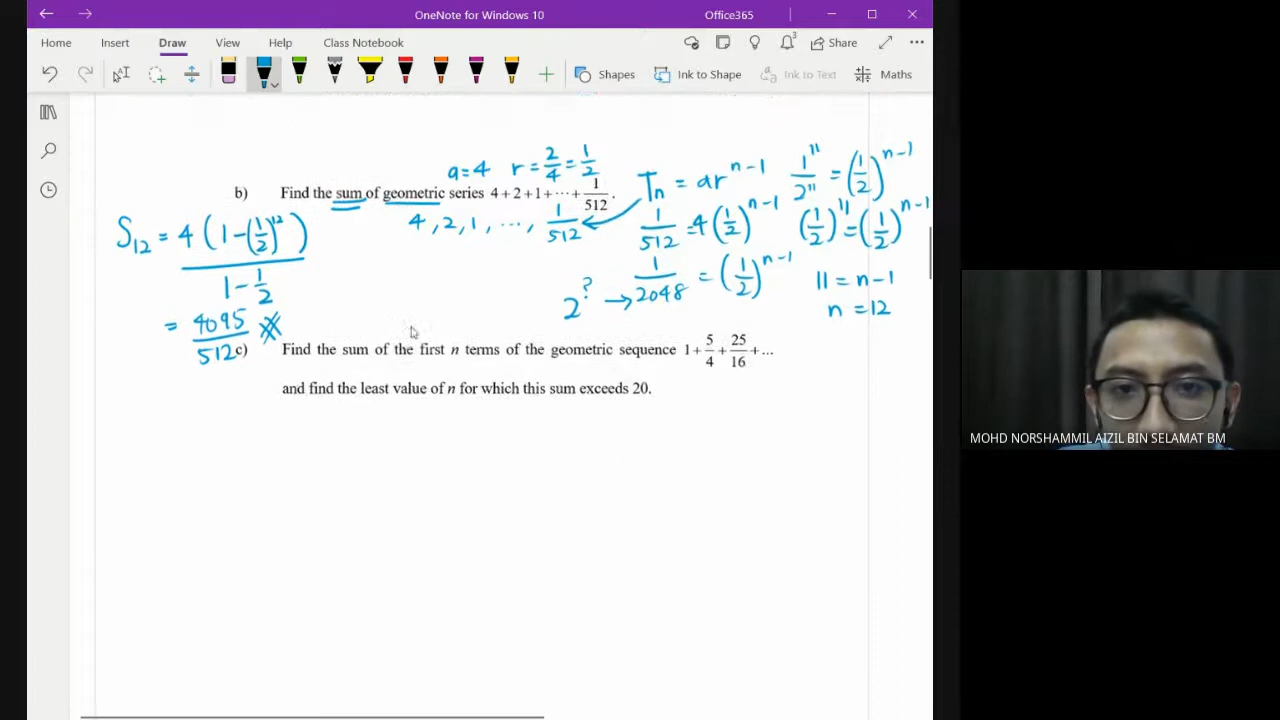 OneNote for Windows 10
Office365
Home Insert Draw View Help Class Notebook
3
Share
Shapes Ink to Shape Ink to Text Maths
a=4 r=2/4=1/2
b) Find the sum of geometric series 4+2+1+⋯+1/512.
4, 2, 1, ..., 1/512
S₁₂ = 4(1-(1/2)¹²) / 1-1/2
= 4095/512
Tₙ = arⁿ⁻¹
1/512 = 4(1/2)ⁿ⁻¹
2^? → 1/2048 = (1/2)ⁿ⁻¹
1¹¹/2¹¹ = (1/2)ⁿ⁻¹
(1/2)¹¹ = (1/2)ⁿ⁻¹
11 = n-1
n = 12
c) Find the sum of the first n terms of the geometric sequence 1+5/4+25/16+...
and find the least value of n for which this sum exceeds 20.
MOHD NORSHAMMIL AIZIL BIN SELAMAT BM